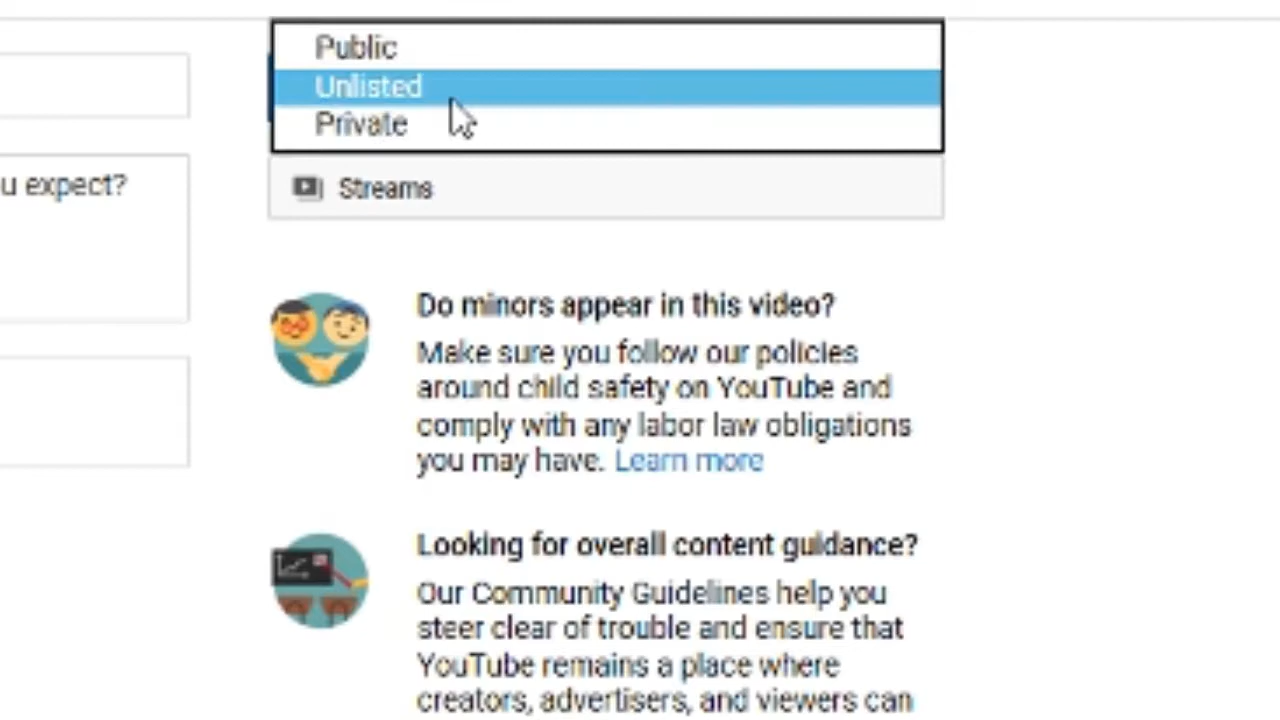 Public
Unlisted
Private
u expect?
Streams
Do minors appear in this video?
Make sure you follow our policies
around child safety on YouTube and
comply with any labor law obligations
you may have. Learn more
Looking for overall content guidance?
Our Community Guidelines help you
steer clear of trouble and ensure that
YouTube remains a place where
creators, advertisers, and viewers can